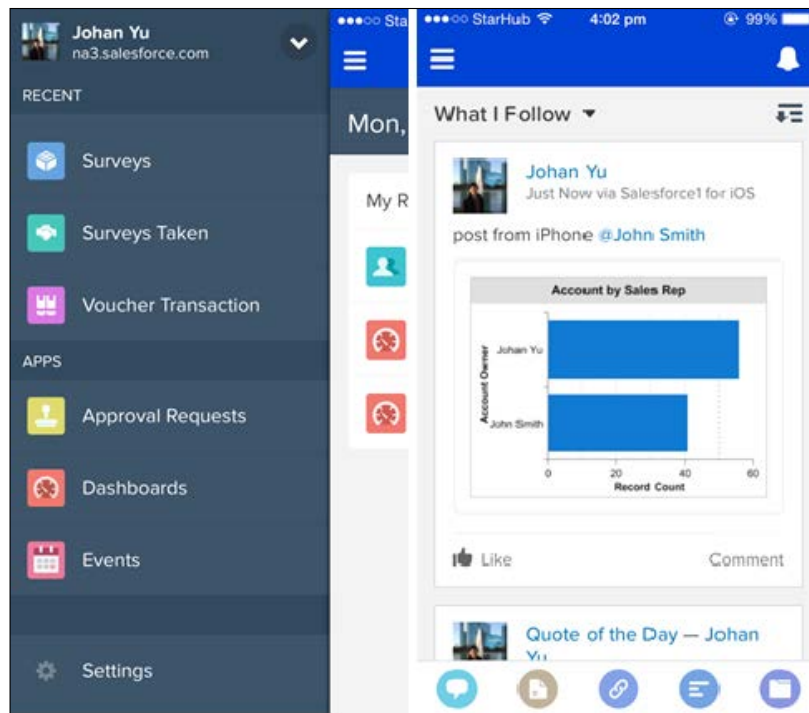 Johan Yu
na3.salesforce.com
RECENT
Surveys
Surveys Taken
Voucher Transaction
APPS
Approval Requests
Dashboards
Events
Settings
Sta
Mon,
My R
StarHub 4:02 pm 99%
What I Follow
Johan Yu
Just Now via Salesforce1 for iOS
post from iPhone @John Smith
Account by Sales Rep
Account Owner
Johan Yu
John Smith
0 20 40 60
Record Count
Like Comment
Quote of the Day — Johan
Yu